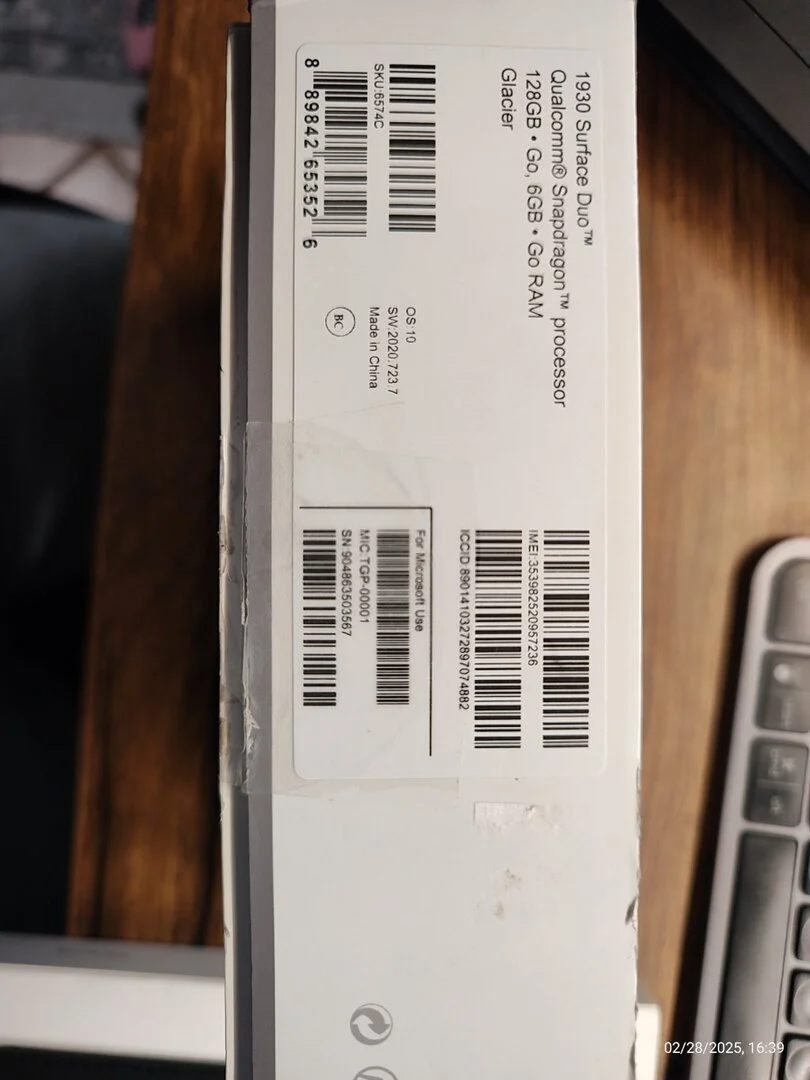 1930 Surface Duo™
Qualcomm® Snapdragon™ processor
128GB • Go, 6GB • Go RAM
Glacier
SKU:6574C
8 89842 65352 6
OS:10
SW:2020.723.7
Made in China
BC
IMEI:353982520957236
ICCID 89014103272897074882
For Microsoft Use
MIC:TGP-00001
SN 904863503567
02/28/2025, 16:39